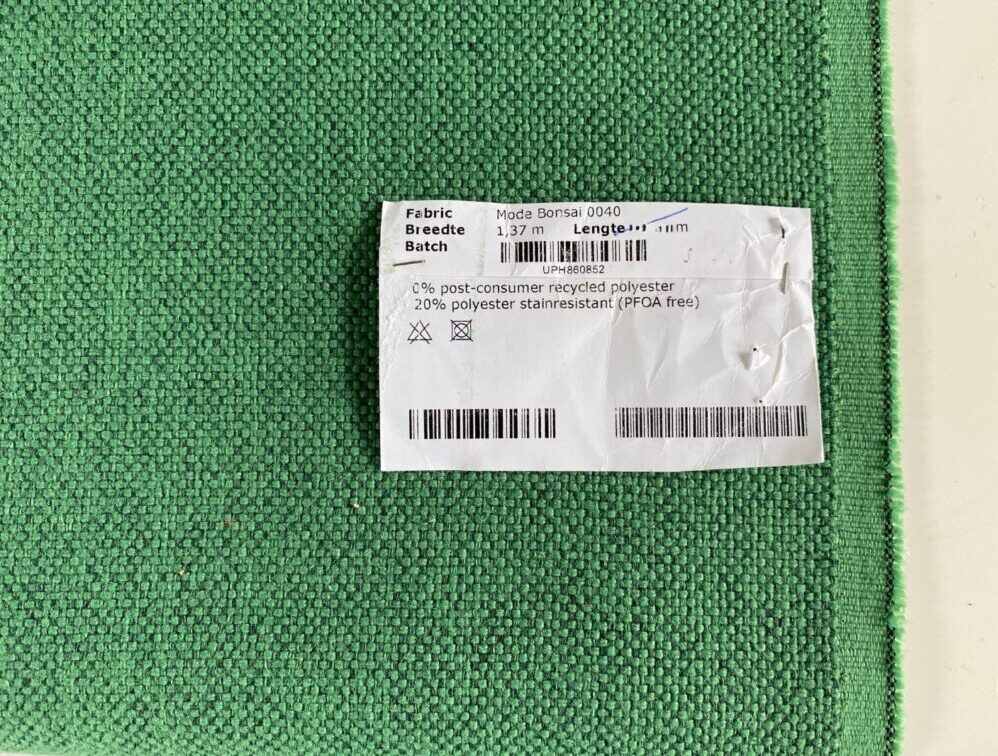 Fabric Mode Bonsai 0040
Breedte 1,37 m Lengte m
Batch
UPH860852
0% post-consumer recycled polyester
20% polyester stainresistant (PFOA free)